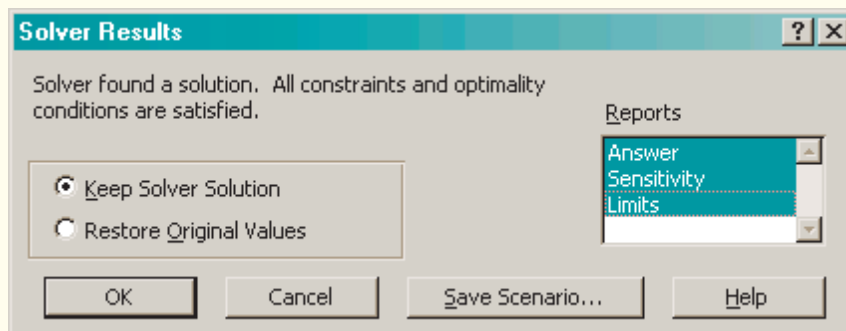 Solver Results
Solver found a solution. All constraints and optimality
conditions are satisfied.
Reports
Answer
Sensitivity
Limits
Keep Solver Solution
Restore Original Values
OK
Cancel
Save Scenario...
Help